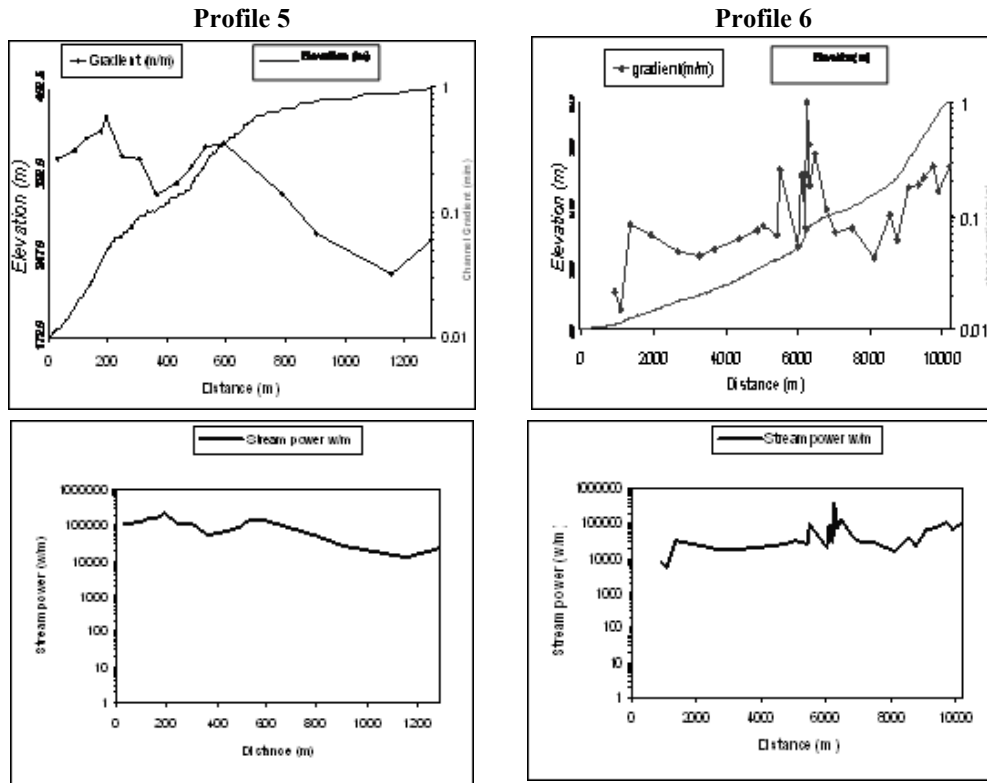 Profile 5
Profile 6
Gradient (m/m)
Elevation (m)
gradient(m/m)
Elevation (m)
1
0.1
0.01
Elevation (m)
Channel Gradient (m/m)
0 200 400 600 800 1000 1200
Distance (m)
1
0.1
0.01
Elevation (m)
0 2000 4000 6000 8000 10000
Distance (m)
Stream power w/m
1000000
100000
10000
1000
100
10
1
Stream power (w/m)
0 200 400 600 800 1000 1200
Distance (m)
Stream power w/m
1000000
100000
10000
1000
100
10
1
Stream power (w/m)
0 2000 4000 6000 8000 10000
Distance (m)